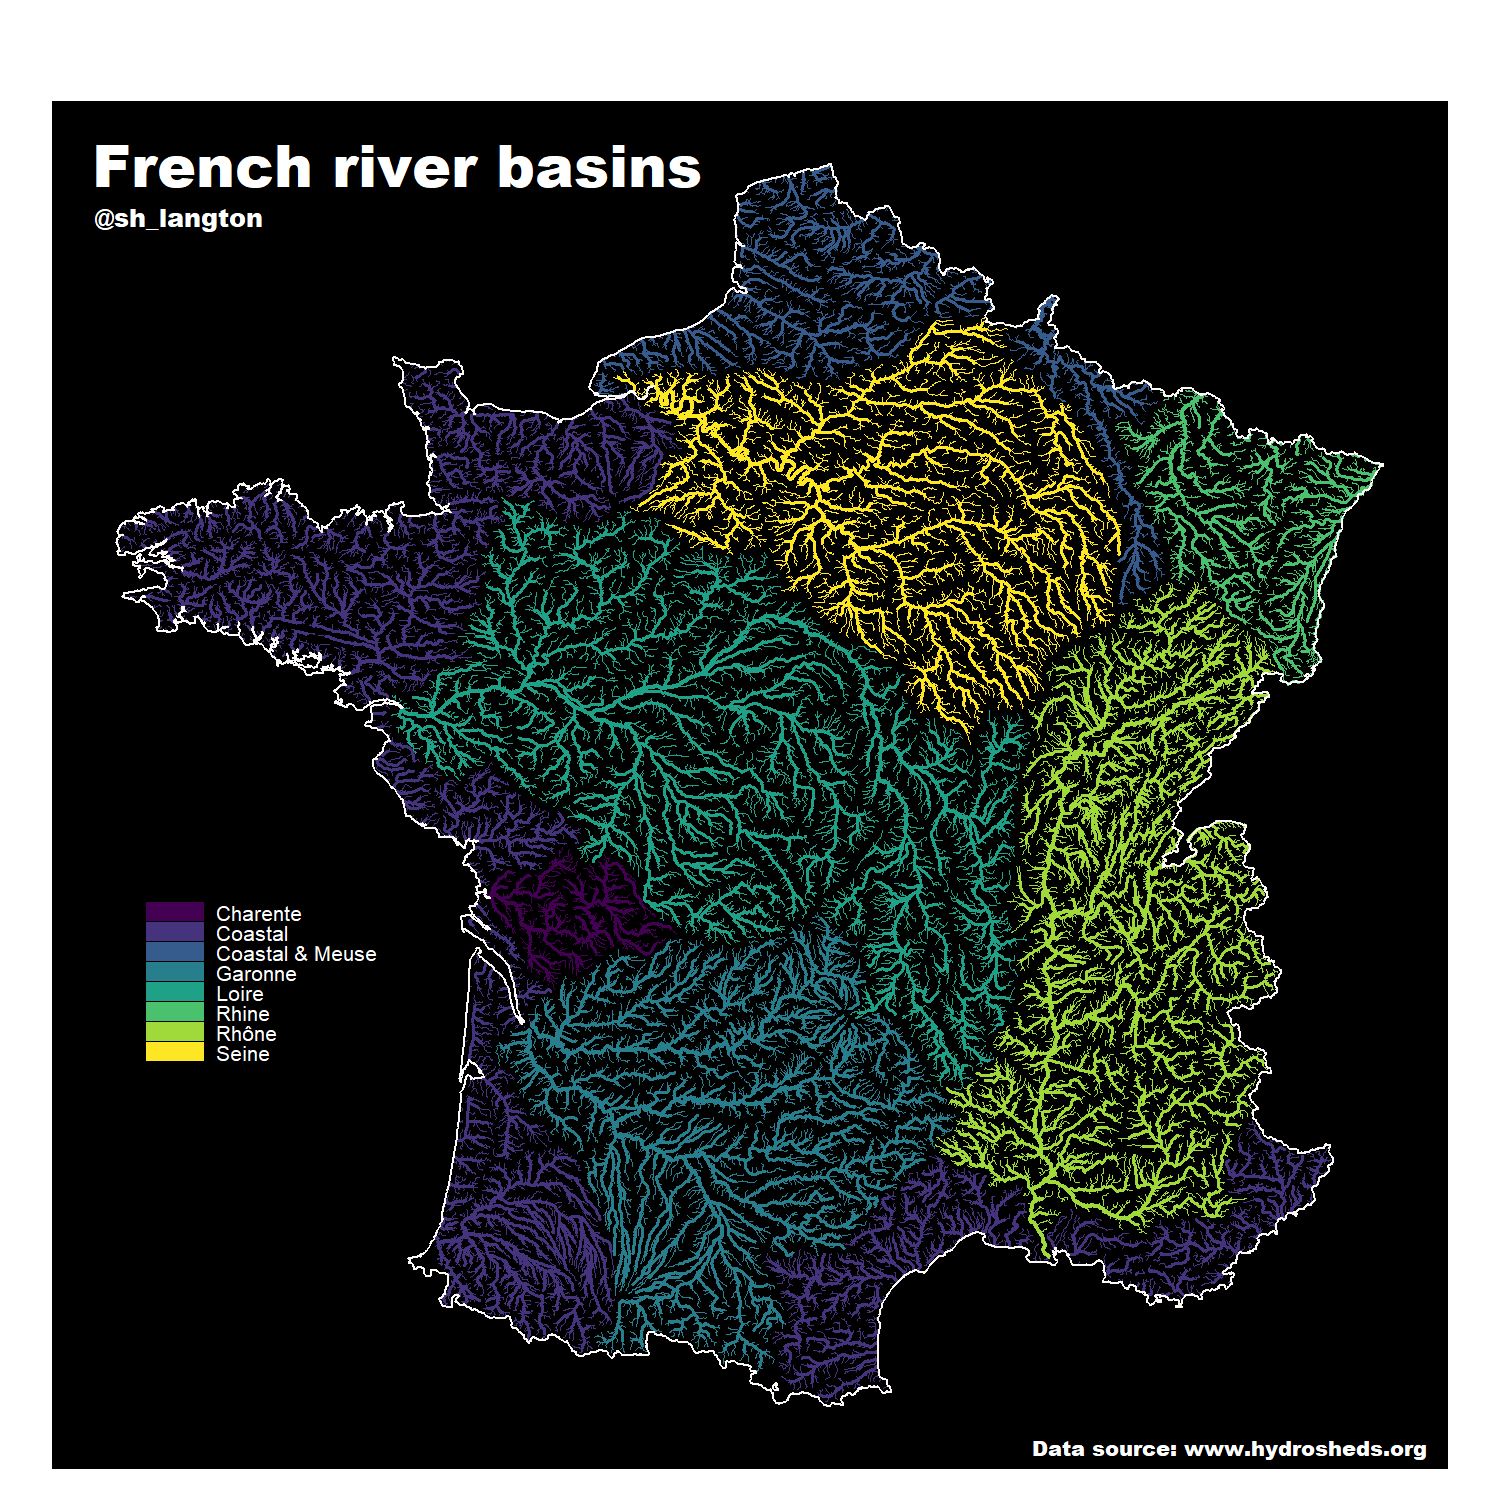 French river basins
@sh_langton
Charente
Coastal
Coastal & Meuse
Garonne
Loire
Rhine
Rhône
Seine
Data source: www.hydrosheds.org